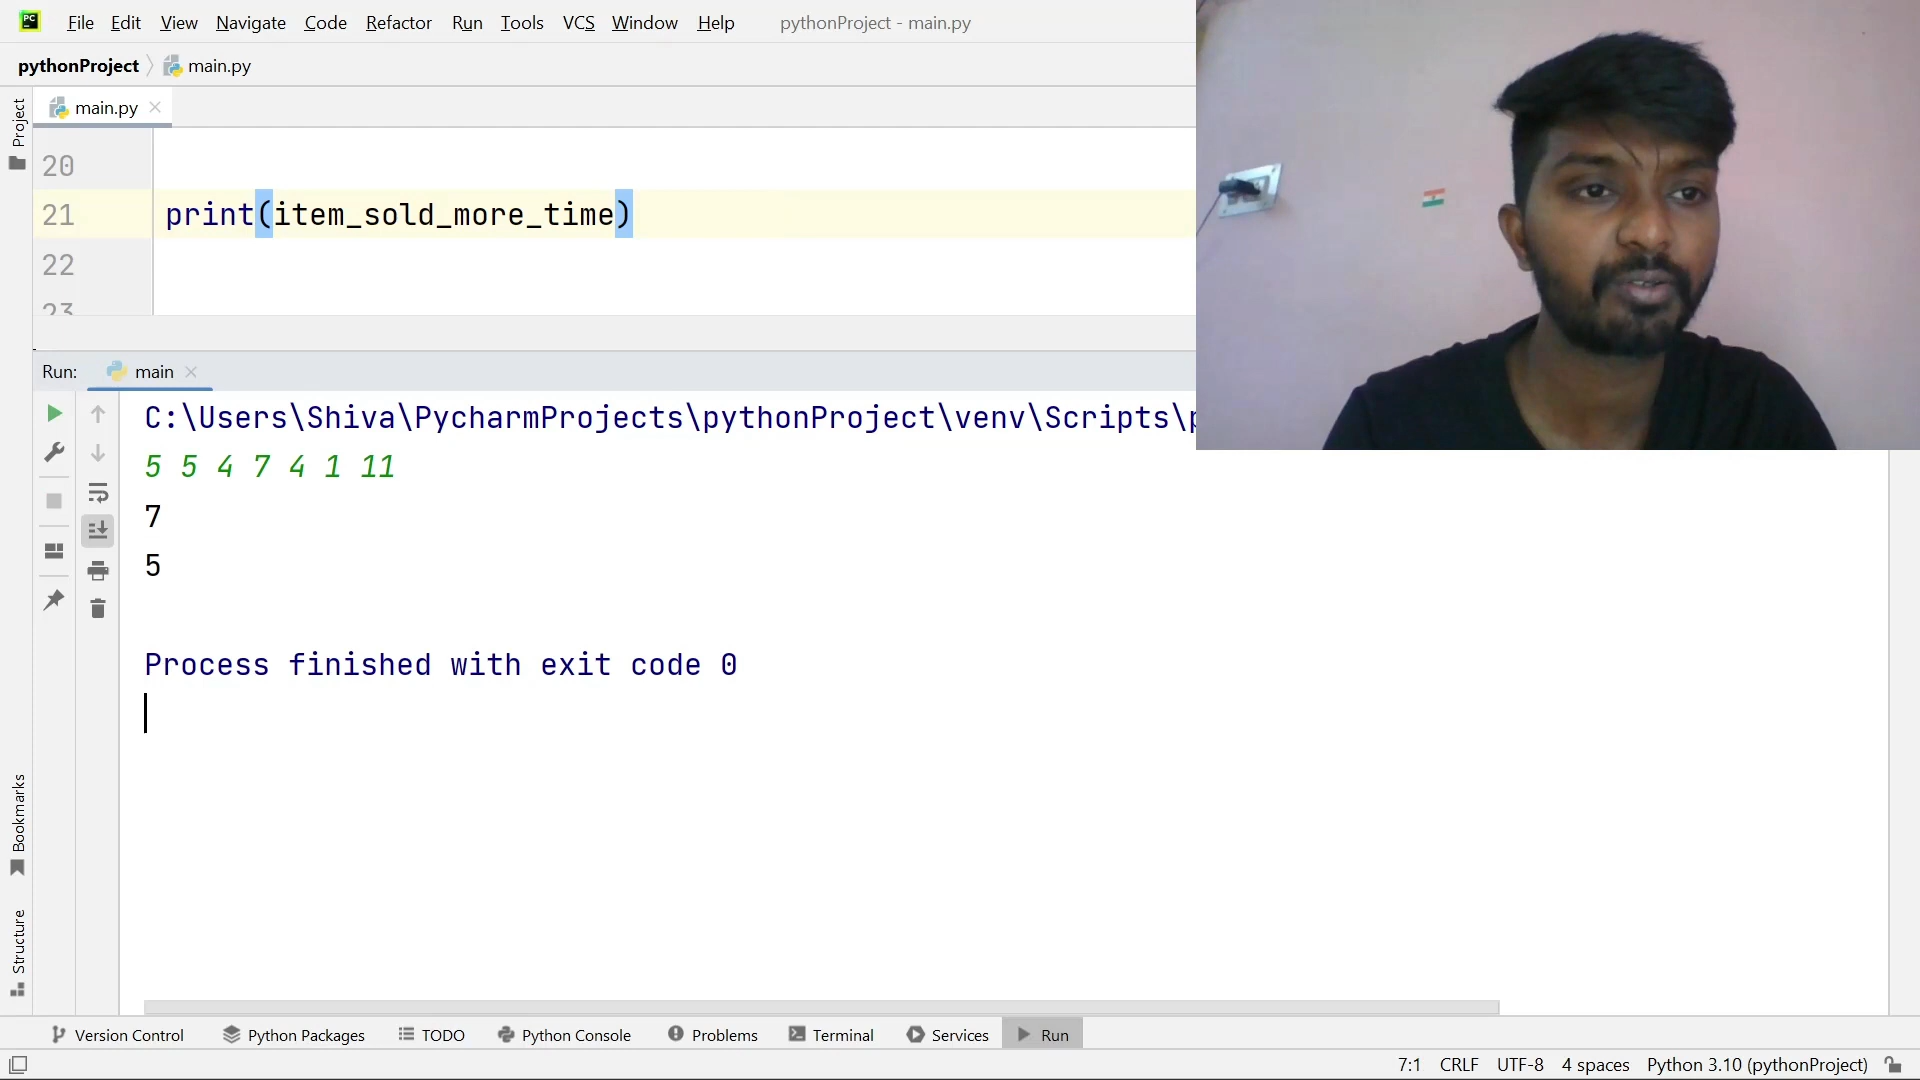 PC File Edit View Navigate Code Refactor Run Tools VCS Window Help pythonProject - main.py
pythonProject main.py
Project
main.py
20
21 print(item_sold_more_time)
22
23
Run: main
C:\Users\Shiva\PycharmProjects\pythonProject\venv\Scripts\p
5 5 4 7 4 1 11
7
5
Process finished with exit code 0
Bookmarks
Structure
Version Control Python Packages TODO Python Console Problems Terminal Services Run
7:1 CRLF UTF-8 4 spaces Python 3.10 (pythonProject)